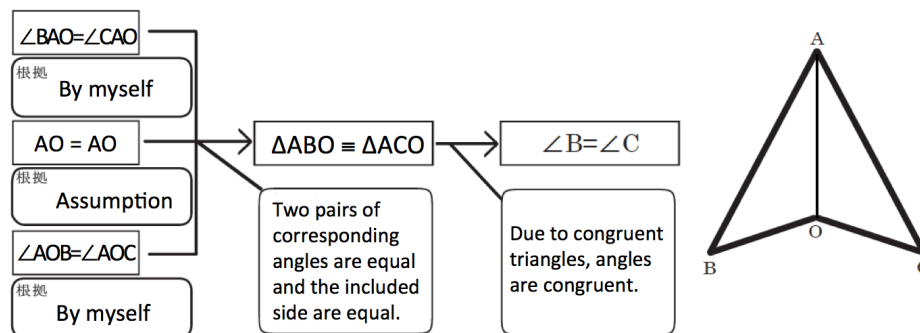 ∠BAO=∠CAO
根拠
By myself
AO = AO
根拠
Assumption
∠AOB=∠AOC
根拠
By myself
ΔABO ≡ ΔACO
Two pairs of
corresponding
angles are equal
and the included
side are equal.
∠B=∠C
Due to congruent
triangles, angles
are congruent.
A
O
B
C